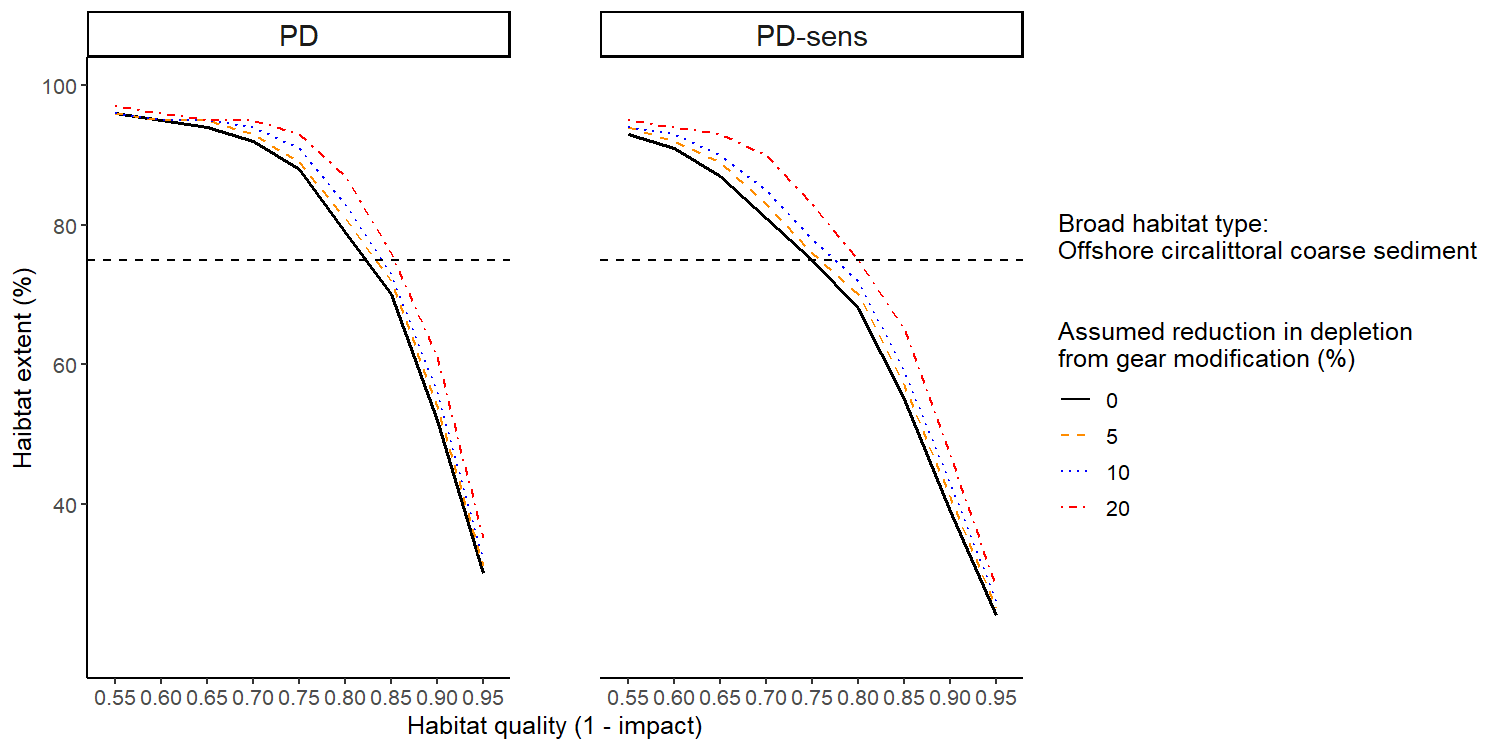 PD
PD-sens
100
80
60
40
Haibtat extent (%)
0.55 0.60 0.65 0.70 0.75 0.80 0.85 0.90 0.95
0.55 0.60 0.65 0.70 0.75 0.80 0.85 0.90 0.95
Habitat quality (1 - impact)
Broad habitat type:
Offshore circalittoral coarse sediment
Assumed reduction in depletion
from gear modification (%)
0
5
10
20